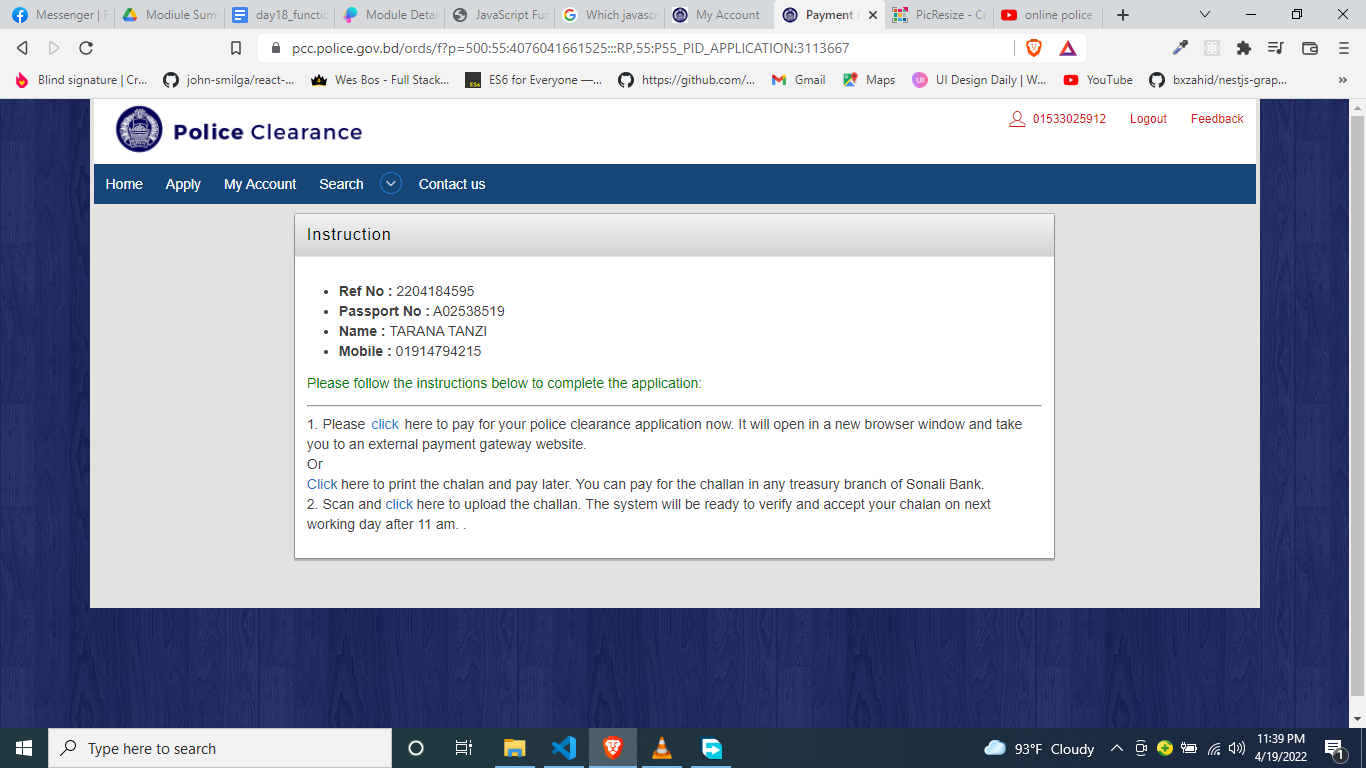 Messenger | F
Modiule Sum
day18_functio
Module Detai
JavaScript Fun
Which javascr
My Account
Payment
PicResize - Cr
online police
pcc.police.gov.bd/ords/f?p=500:55:4076041661525:::RP,55:P55_PID_APPLICATION:3113667
Blind signature | Cr...
john-smilga/react-...
Wes Bos - Full Stack...
ES6 for Everyone —...
https://github.com/...
Gmail
Maps
UI Design Daily | W...
YouTube
bxzahid/nestjs-grap...
»
Police Clearance
01533025912 Logout Feedback
Home Apply My Account Search Contact us
Instruction
• Ref No : 2204184595
• Passport No : A02538519
• Name : TARANA TANZI
• Mobile : 01914794215
Please follow the instructions below to complete the application:
1. Please click here to pay for your police clearance application now. It will open in a new browser window and take
you to an external payment gateway website.
Or
Click here to print the chalan and pay later. You can pay for the challan in any treasury branch of Sonali Bank.
2. Scan and click here to upload the challan. The system will be ready to verify and accept your chalan on next
working day after 11 am. .
Type here to search
93°F Cloudy
11:39 PM
4/19/2022
1